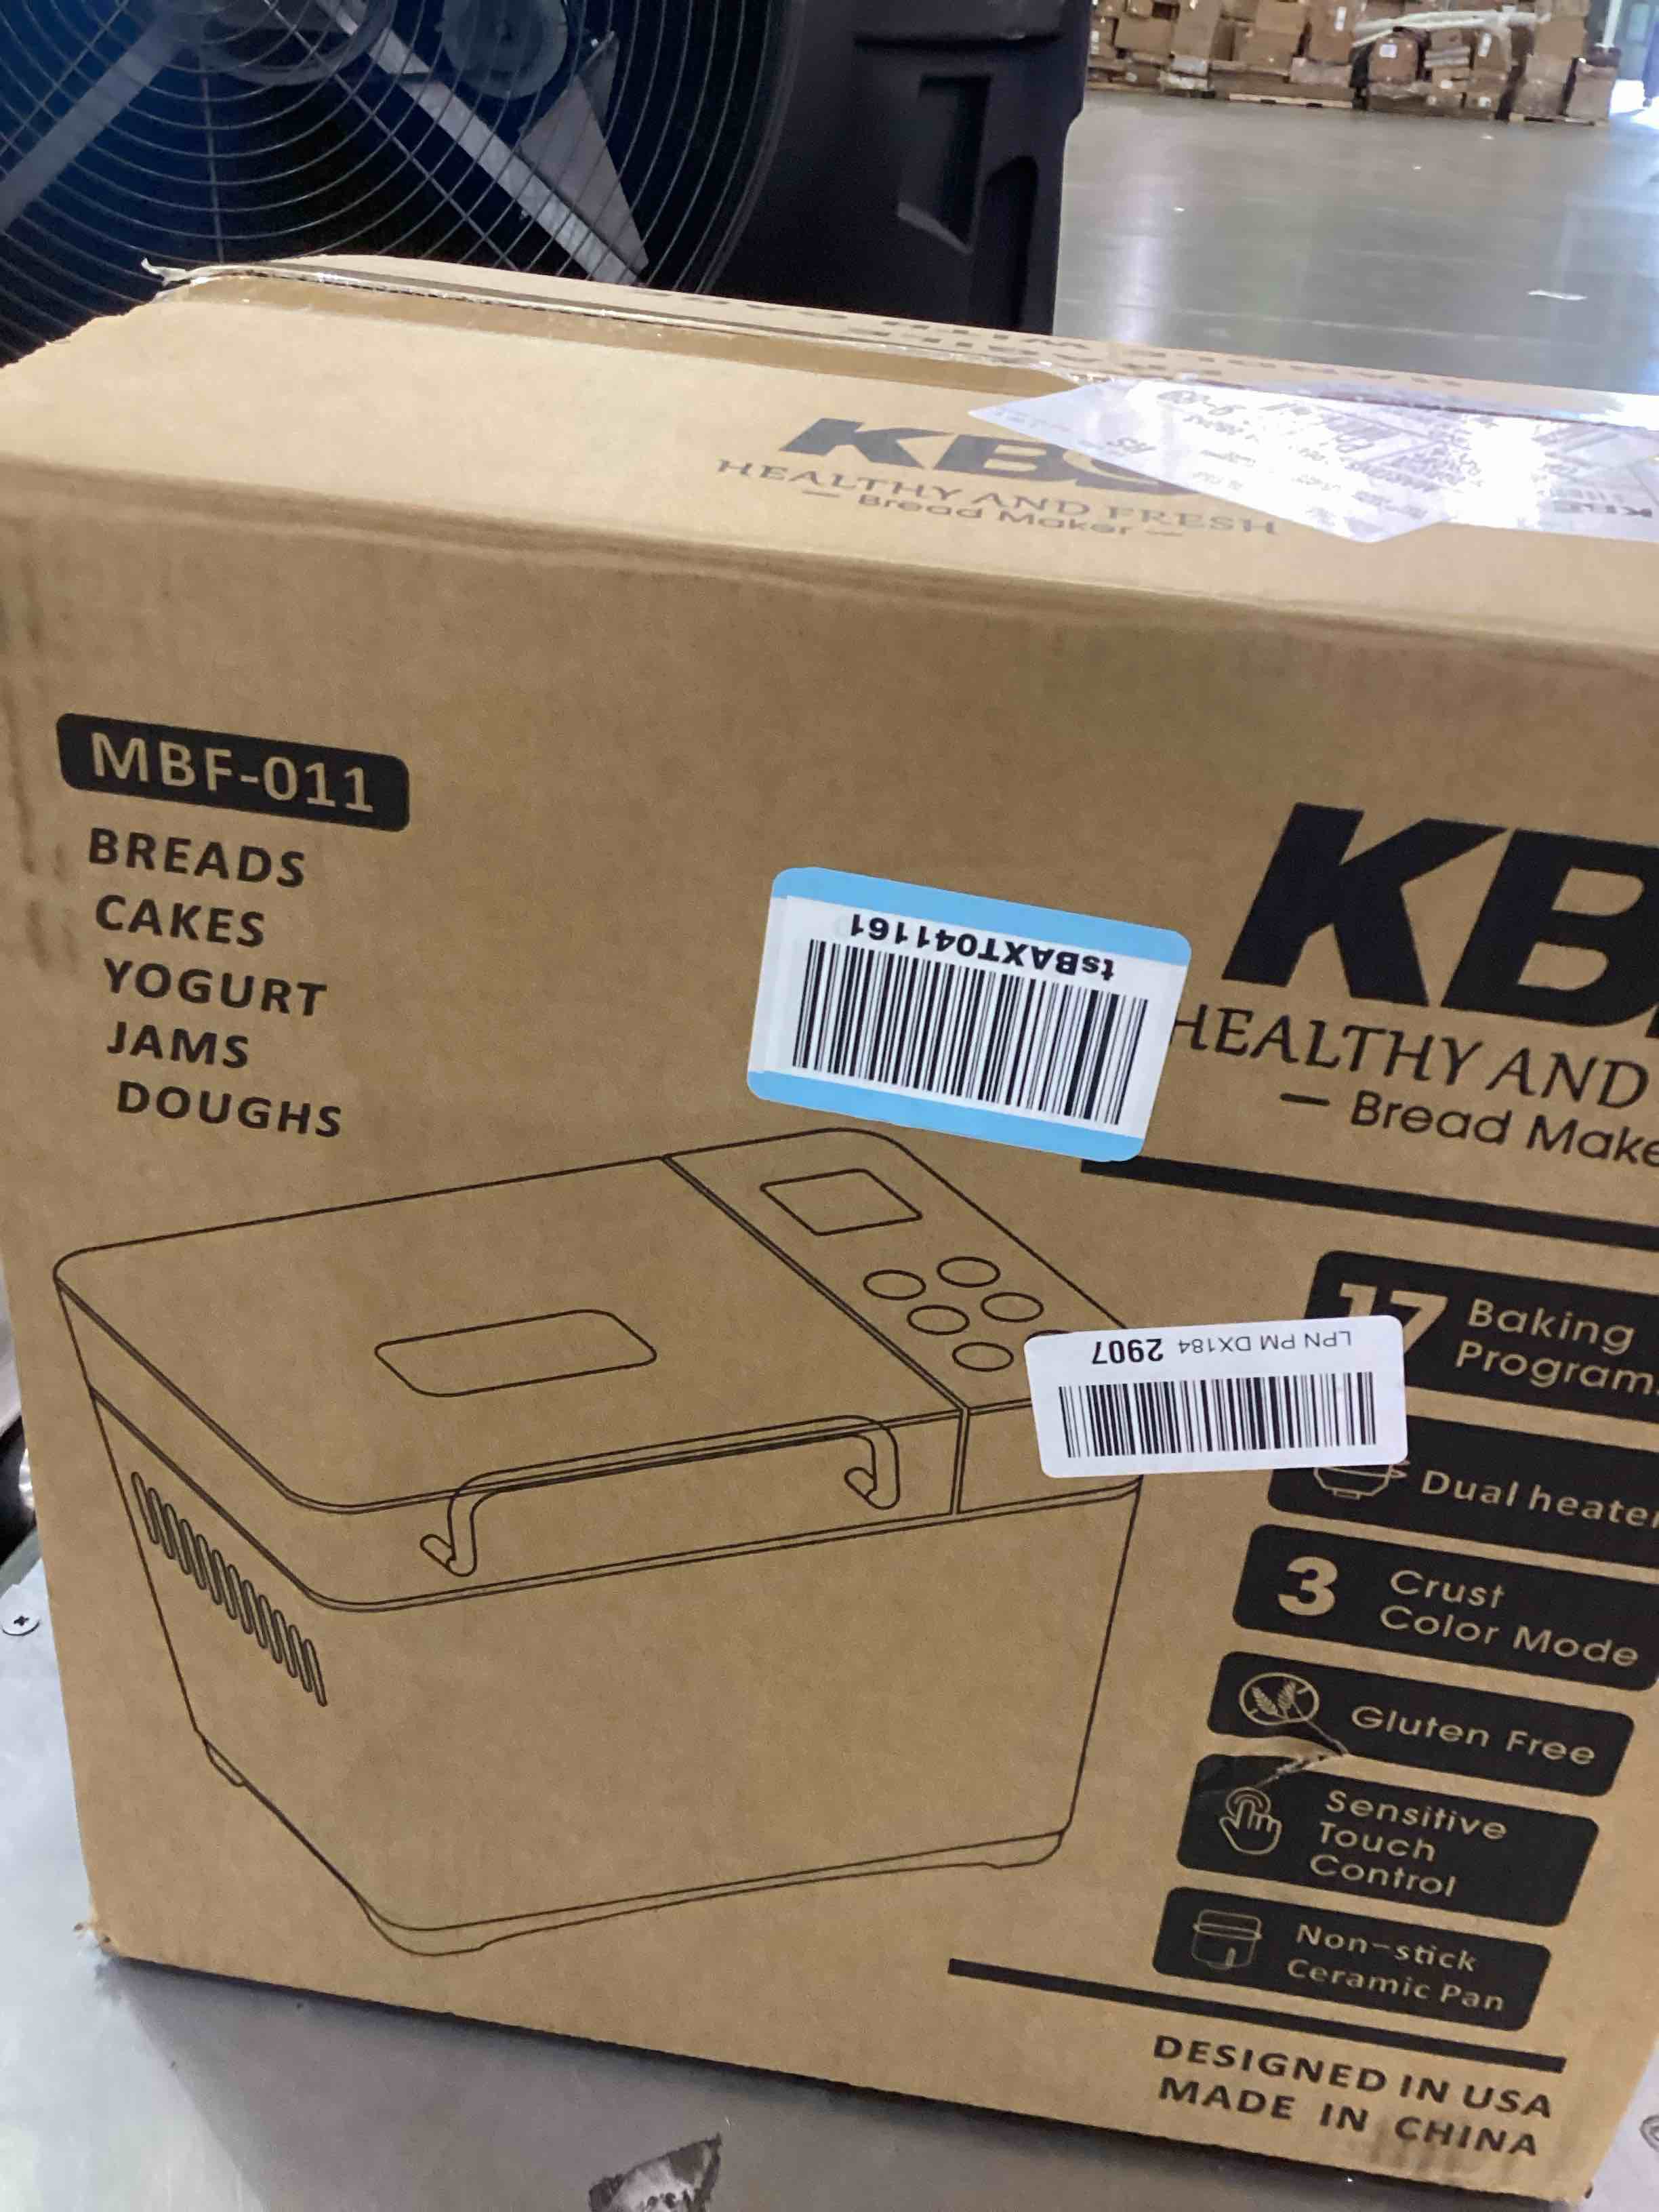 KBS
HEALTHY AND FRESH
— Bread Maker —
MBF-011
BREADS
CAKES
YOGURT
JAMS
DOUGHS
tsBAXT041161
KB
HEALTHY AND
— Bread Make
17 Baking
Program
LPN PM DX184 2907
Dual heater
3 Crust
Color Mode
Gluten Free
Sensitive
Touch
Control
Non-stick
Ceramic Pan
DESIGNED IN USA
MADE IN CHINA